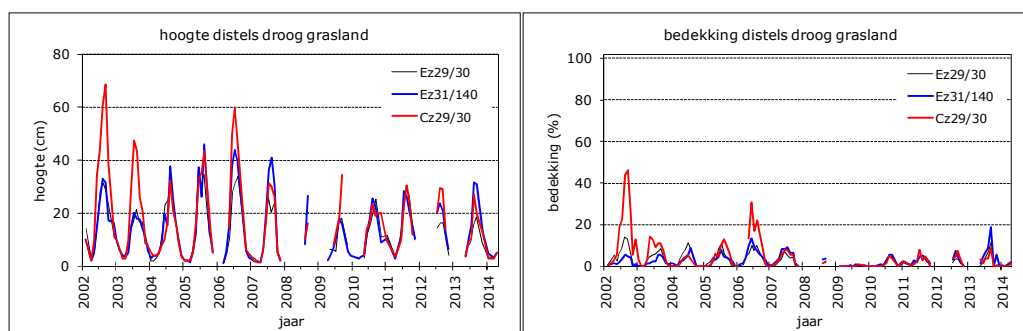 hoogte distels droog grasland
80
60
40
20
0
hoogte (cm)
Ez29/30
Ez31/140
Cz29/30
2002 2003 2004 2005 2006 2007 2008 2009 2010 2011 2012 2013 2014
jaar
bedekking distels droog grasland
100
80
60
40
20
0
bedekking (%)
Ez29/30
Ez31/140
Cz29/30
2002 2003 2004 2005 2006 2007 2008 2009 2010 2011 2012 2013 2014
jaar